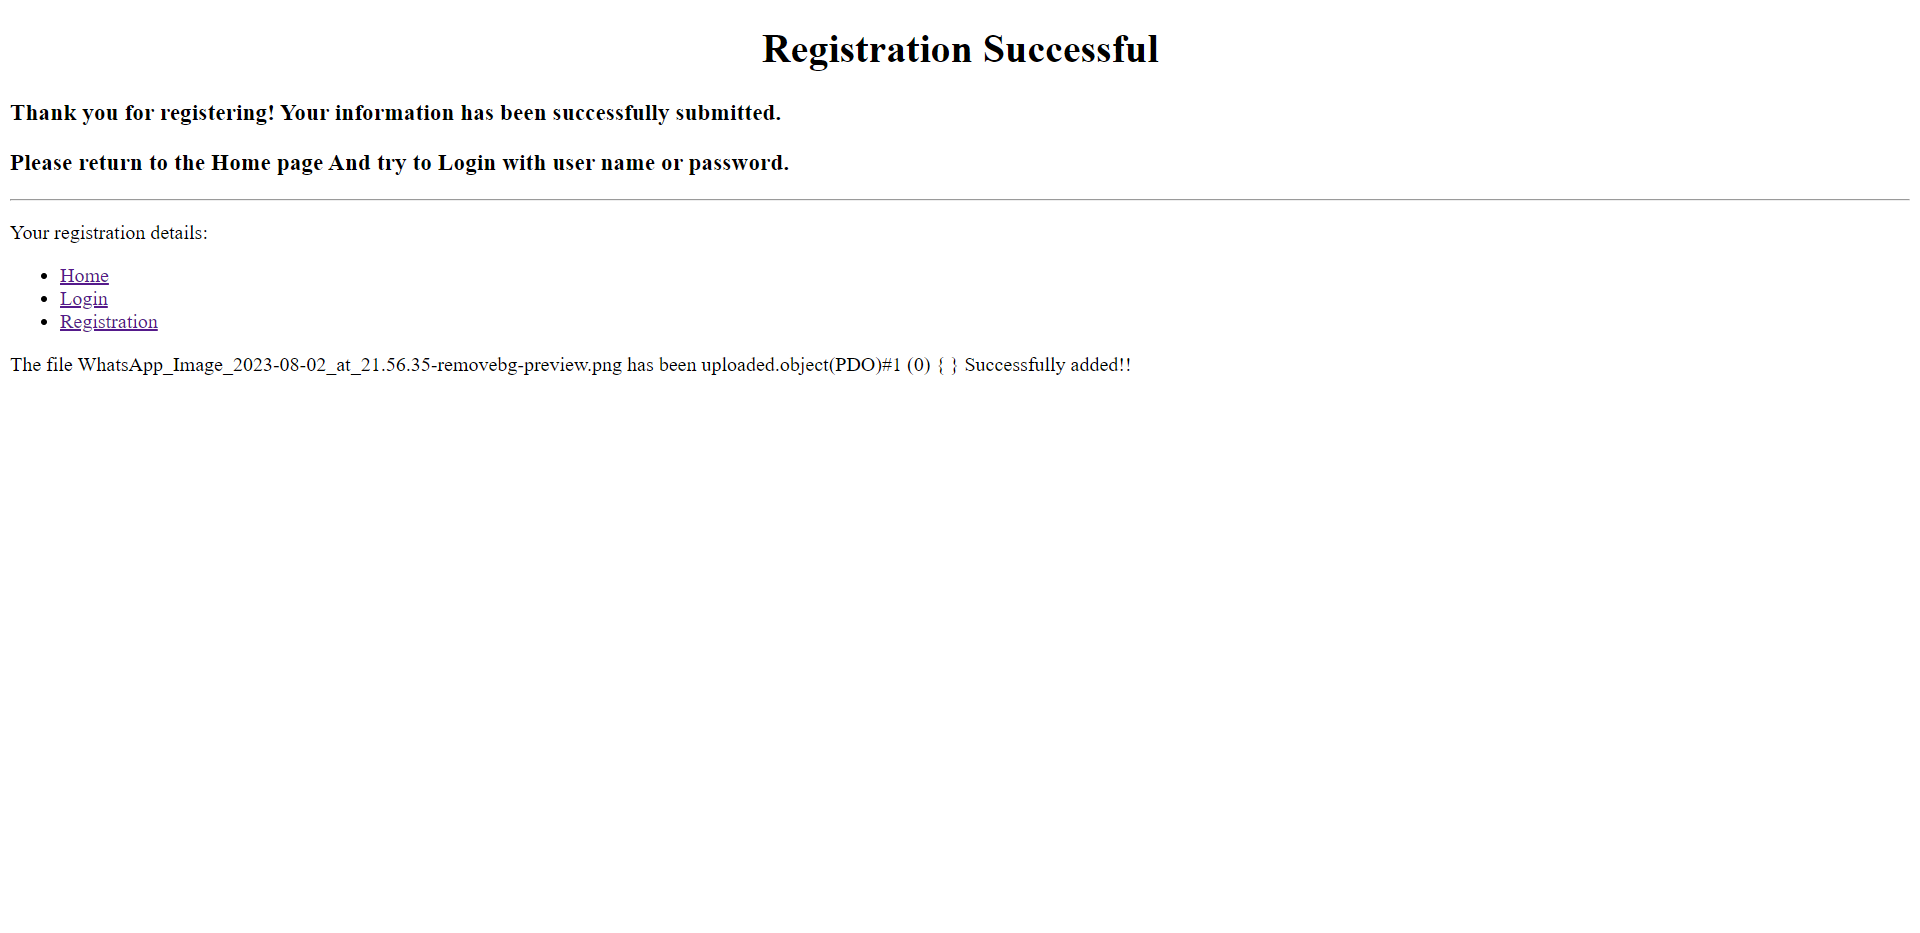 Registration Successful
Thank you for registering! Your information has been successfully submitted.
Please return to the Home page And try to Login with user name or password.
Your registration details:
Home
Login
Registration
The file WhatsApp_Image_2023-08-02_at_21.56.35-removebg-preview.png has been uploaded.object(PDO)#1 (0) { } Successfully added!!